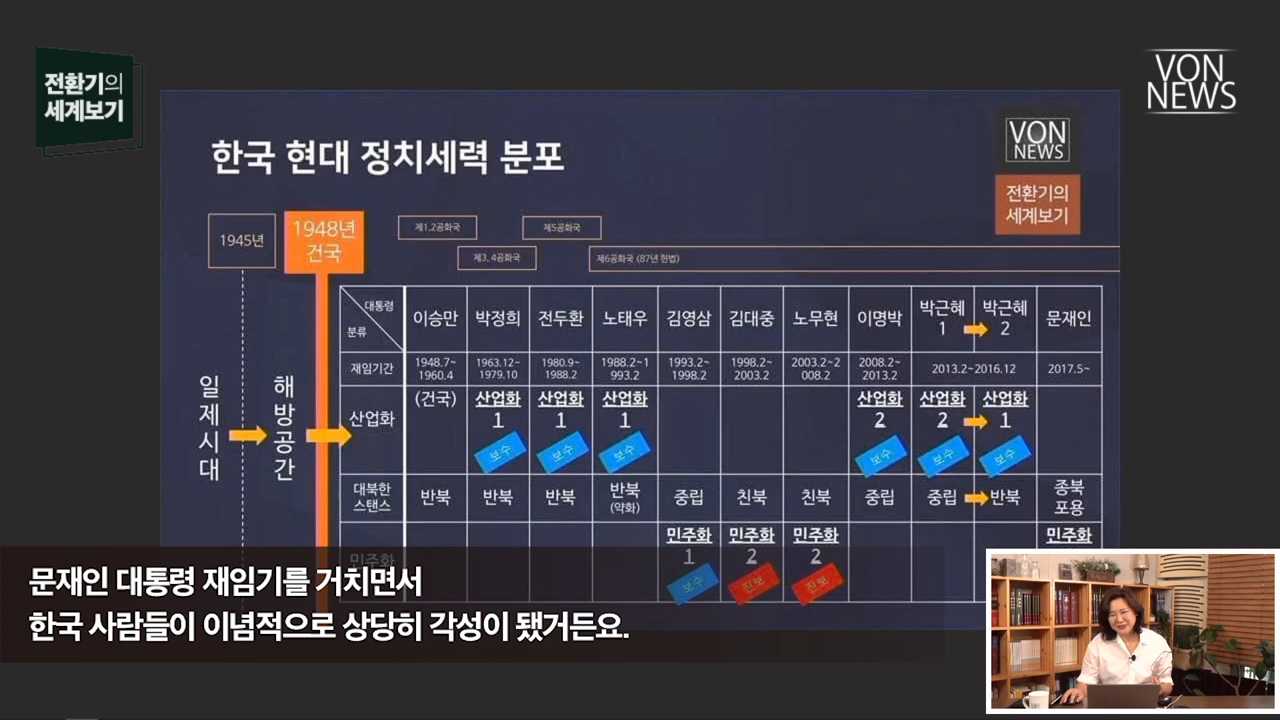 전환기의
세계보기
VON
NEWS
한국 현대 정치세력 분포
VON
NEWS
전환기의
세계보기
1945년
1948년
건국
제1,2공화국
제5공화국
제3, 4공화국
제6공화국 (87년 헌법)
일제시대
해방공간
대통령
분류
이승만
박정희
전두환
노태우
김영삼
김대중
노무현
이명박
박근혜
1
박근혜
2
문재인
재임기간
1948.7~
1960.4
1963.12~
1979.10
1980.9~
1988.2
1988.2~1
993.2
1993.2~
1998.2
1998.2~
2003.2
2003.2~2
008.2
2008.2~
2013.2
2013.2~2016.12
2017.5~
산업화
(건국)
산업화
1
보수
산업화
1
보수
산업화
1
보수
산업화
2
보수
산업화
2
보수
산업화
1
보수
대북한
스탠스
반북
반북
반북
반북
(약화)
중립
친북
친북
중립
중립
반북
종북
포용
민주화
민주화
1
보수
민주화
2
진보
민주화
2
진보
민주화
문재인 대통령 재임기를 거치면서
한국 사람들이 이념적으로 상당히 각성이 됐거든요.
VON